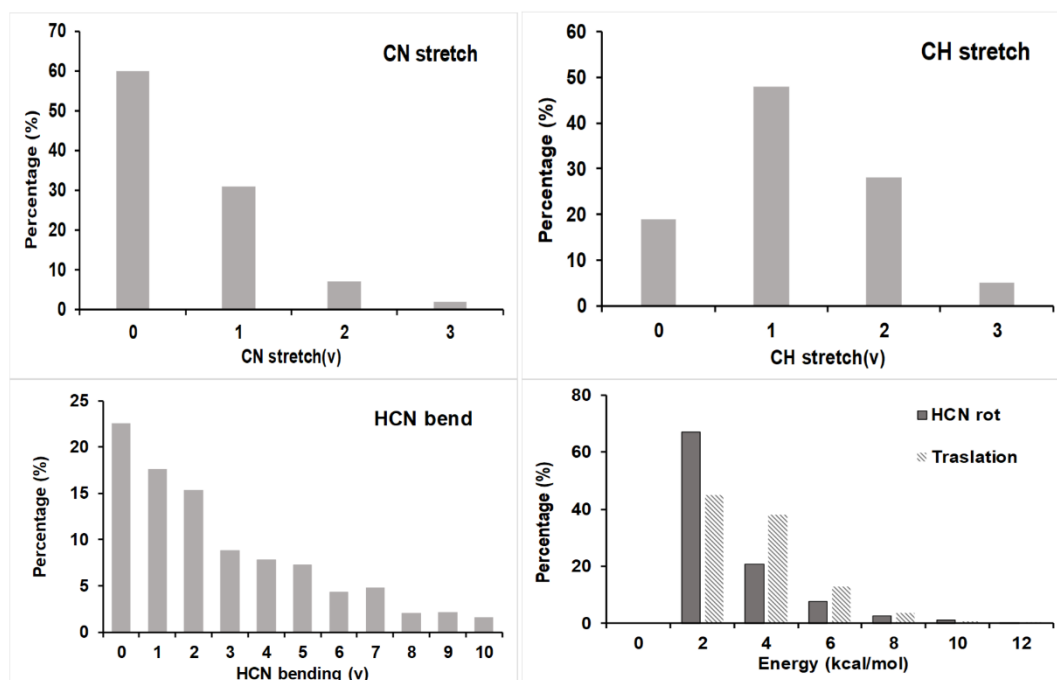 CN stretch
Percentage (%)
70
60
50
40
30
20
10
0
0 1 2 3
CN stretch(v)
CH stretch
Percentage (%)
60
50
40
30
20
10
0
0 1 2 3
CH stretch(v)
HCN bend
Percentage (%)
25
20
15
10
5
0
0 1 2 3 4 5 6 7 8 9 10
HCN bending (v)
HCN rot
Traslation
Percentage (%)
80
60
40
20
0
0 2 4 6 8 10 12
Energy (kcal/mol)